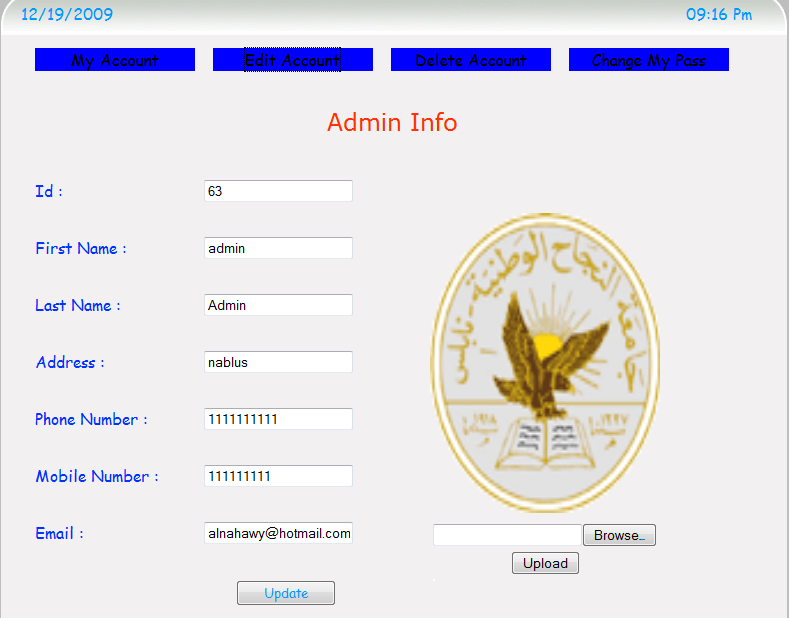 12/19/2009 09:16 Pm
My Account Edit Account Delete Account Change My Pass
Admin Info
Id : 63
First Name : admin
Last Name : Admin
Address : nablus
Phone Number : 1111111111
Mobile Number : 111111111
Email : alnahawy@hotmail.com
جامعة النجاح الوطنية - نابلس
١٩١٨
Browse...
Upload
Update